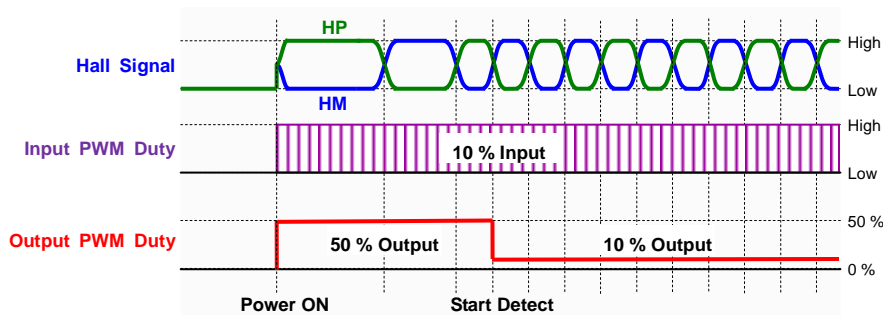 HP
High
Hall Signal
Low
HM
High
Input PWM Duty
10 % Input
Low
50 %
Output PWM Duty
50 % Output
10 % Output
0 %
Power ON
Start Detect